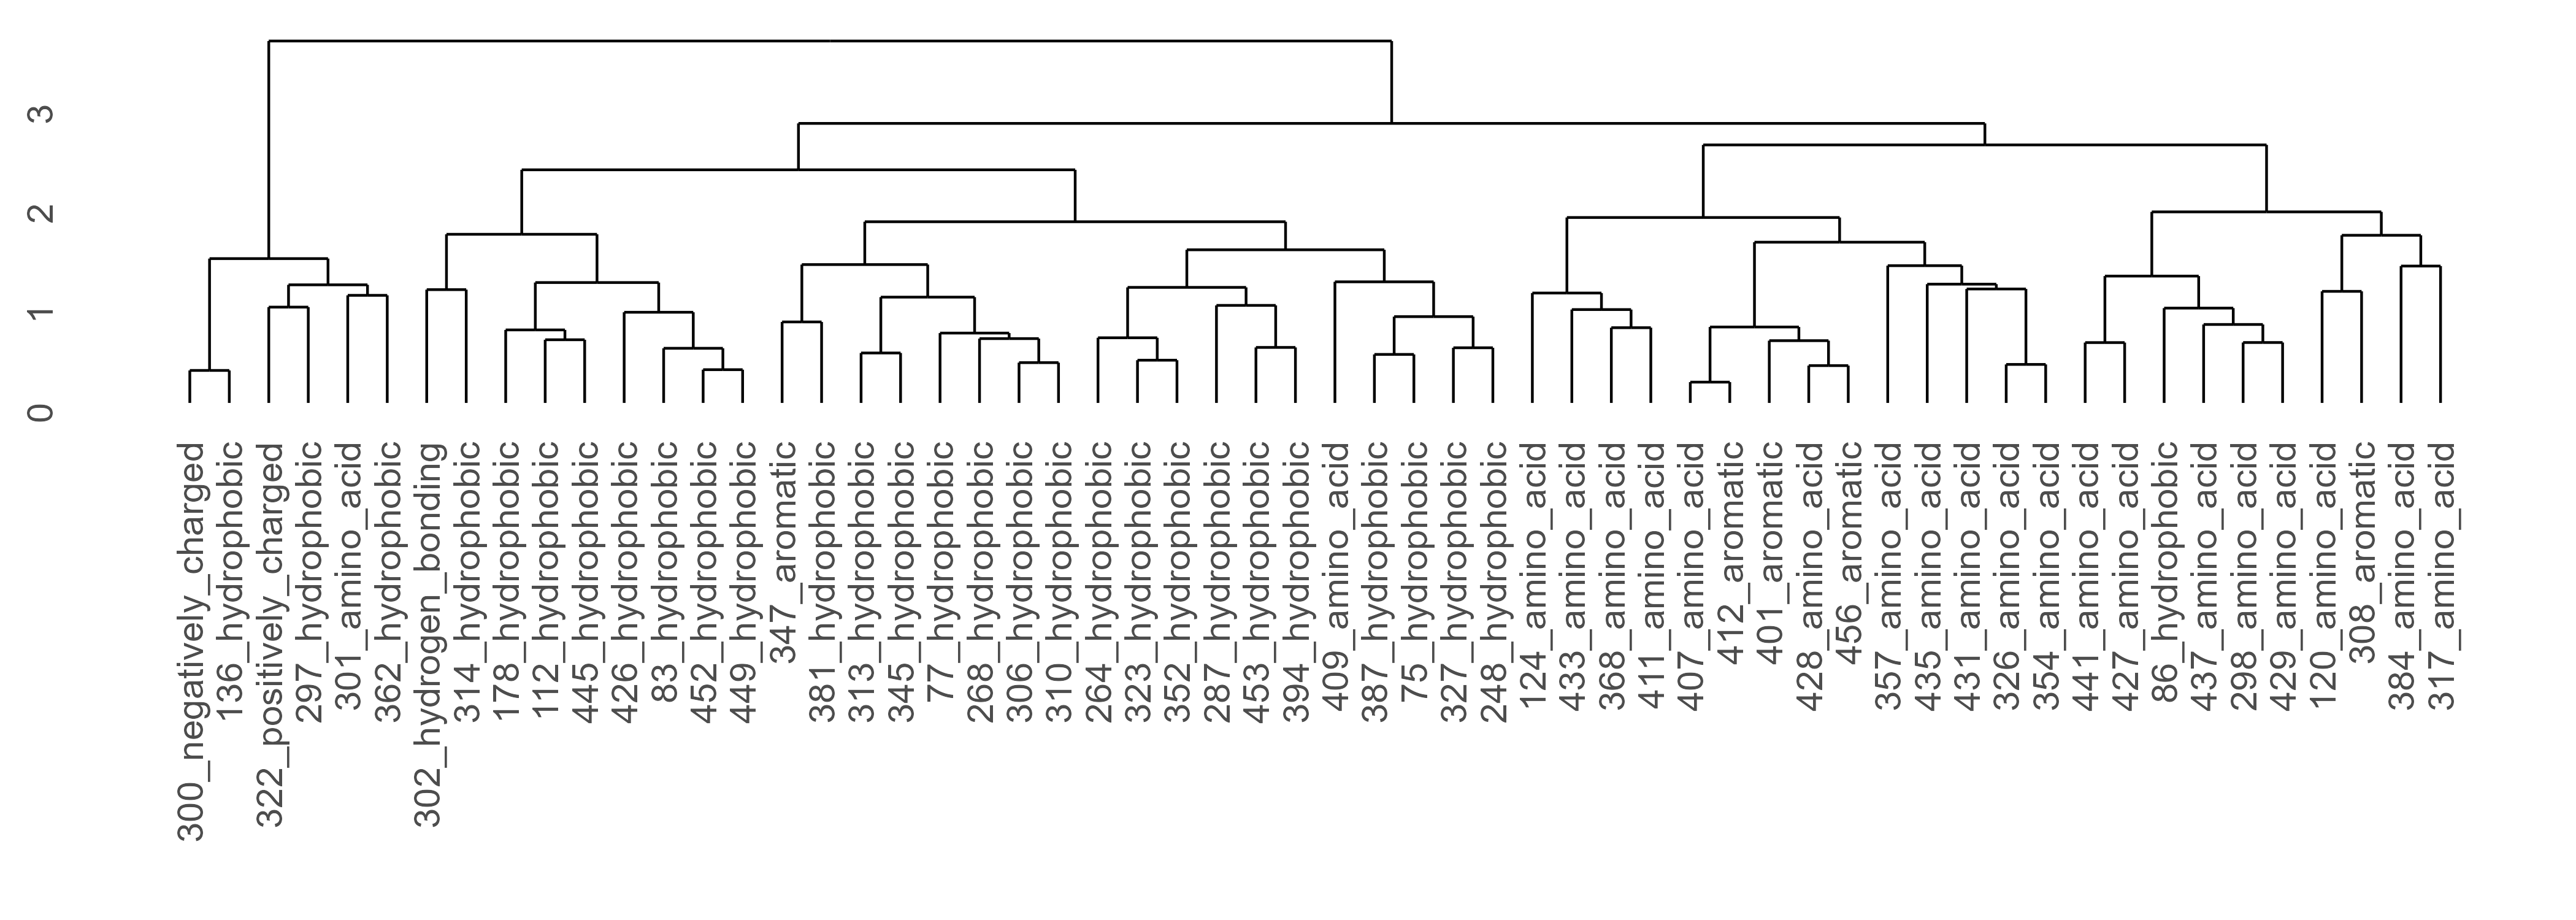 3
2
1
0
300_negatively_charged
136_hydrophobic
322_positively_charged
297_hydrophobic
301_amino_acid
362_hydrophobic
302_hydrogen_bonding
314_hydrophobic
178_hydrophobic
112_hydrophobic
445_hydrophobic
426_hydrophobic
83_hydrophobic
452_hydrophobic
449_hydrophobic
347_aromatic
381_hydrophobic
313_hydrophobic
345_hydrophobic
77_hydrophobic
268_hydrophobic
306_hydrophobic
310_hydrophobic
264_hydrophobic
323_hydrophobic
352_hydrophobic
287_hydrophobic
453_hydrophobic
394_hydrophobic
409_amino_acid
387_hydrophobic
75_hydrophobic
327_hydrophobic
248_hydrophobic
124_amino_acid
433_amino_acid
368_amino_acid
411_amino_acid
407_amino_acid
412_aromatic
401_aromatic
428_amino_acid
456_aromatic
357_amino_acid
435_amino_acid
431_amino_acid
326_amino_acid
354_amino_acid
441_amino_acid
427_amino_acid
86_hydrophobic
437_amino_acid
298_amino_acid
429_amino_acid
120_amino_acid
308_aromatic
384_amino_acid
317_amino_acid